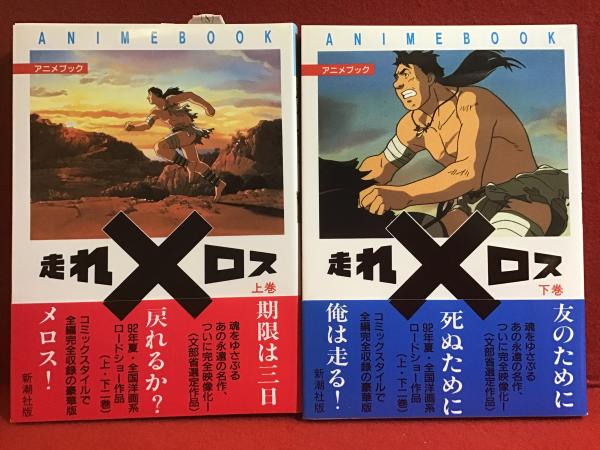 ANIMEBOOK
アニメブック
走れメロス
上巻
期限は三日
戻れるか?
メロス!
魂をゆさぶる
あの永遠の名作、
ついに完全映像化!
(文部省選定作品)
92年夏・全国洋画系
ロードショー作品
(上・下二巻)
コミックスタイルで
全編完全収録の豪華版
新潮社版
ANIMEBOOK
アニメブック
走れメロス
下巻
友のために
死ぬために
俺は走る!
魂をゆさぶる
あの永遠の名作、
ついに完全映像化!
(文部省選定作品)
92年夏・全国洋画系
ロードショー作品
(上・下二巻)
コミックスタイルで
全編完全収録の豪華版
新潮社版